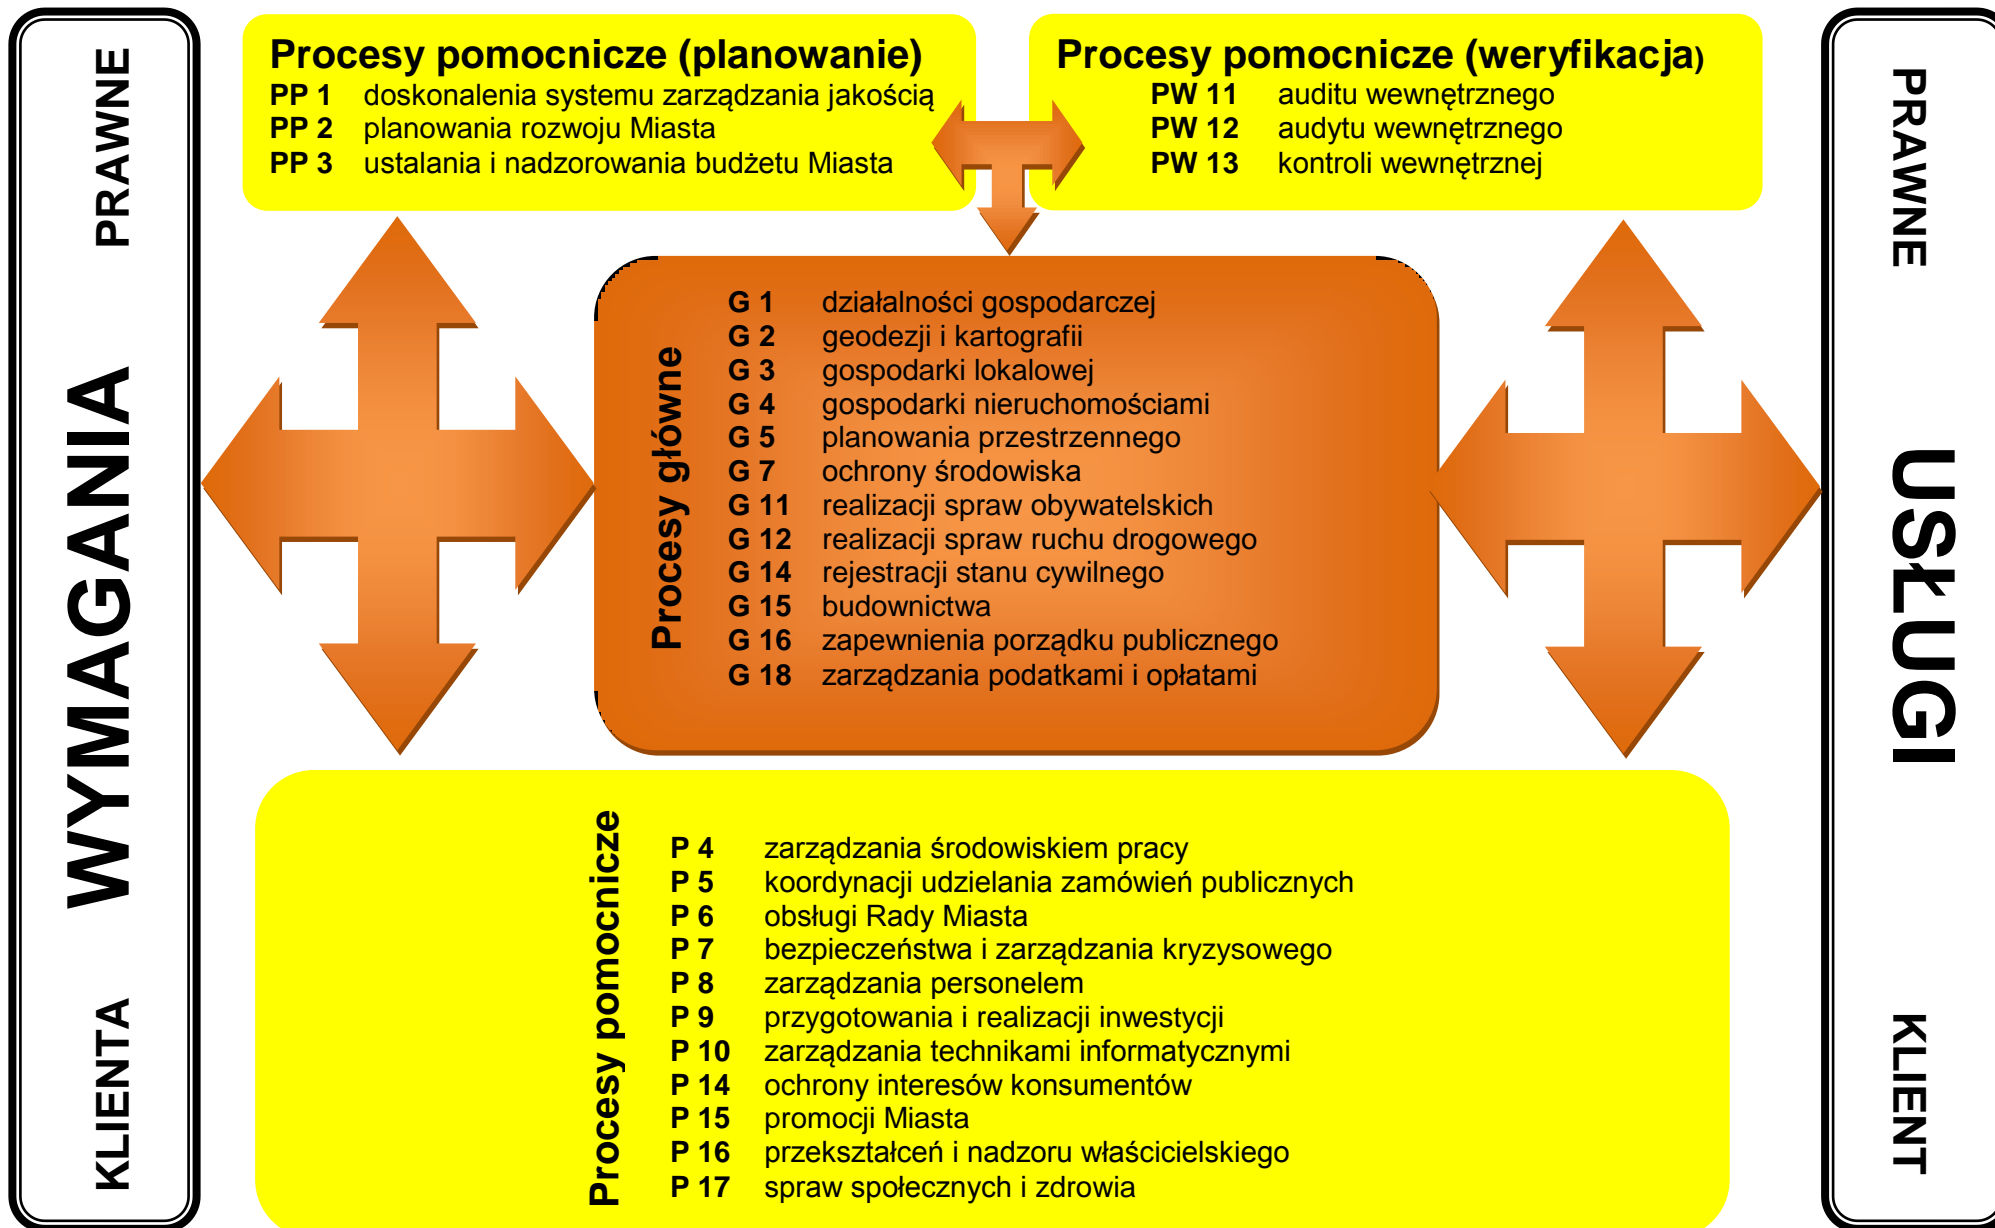 KLIENTA WYMAGANIA PRAWNE
Procesy pomocnicze (planowanie)
PP 1 doskonalenia systemu zarządzania jakością
PP 2 planowania rozwoju Miasta
PP 3 ustalania i nadzorowania budżetu Miasta
Procesy pomocnicze (weryfikacja)
PW 11 auditu wewnętrznego
PW 12 audytu wewnętrznego
PW 13 kontroli wewnętrznej
Procesy główne
G 1 działalności gospodarczej
G 2 geodezji i kartografii
G 3 gospodarki lokalowej
G 4 gospodarki nieruchomościami
G 5 planowania przestrzennego
G 7 ochrony środowiska
G 11 realizacji spraw obywatelskich
G 12 realizacji spraw ruchu drogowego
G 14 rejestracji stanu cywilnego
G 15 budownictwa
G 16 zapewnienia porządku publicznego
G 18 zarządzania podatkami i opłatami
Procesy pomocnicze
P 4 zarządzania środowiskiem pracy
P 5 koordynacji udzielania zamówień publicznych
P 6 obsługi Rady Miasta
P 7 bezpieczeństwa i zarządzania kryzysowego
P 8 zarządzania personelem
P 9 przygotowania i realizacji inwestycji
P 10 zarządzania technikami informatycznymi
P 14 ochrony interesów konsumentów
P 15 promocji Miasta
P 16 przekształceń i nadzoru właścicielskiego
P 17 spraw społecznych i zdrowia
PRAWNE USŁUGI KLIENT